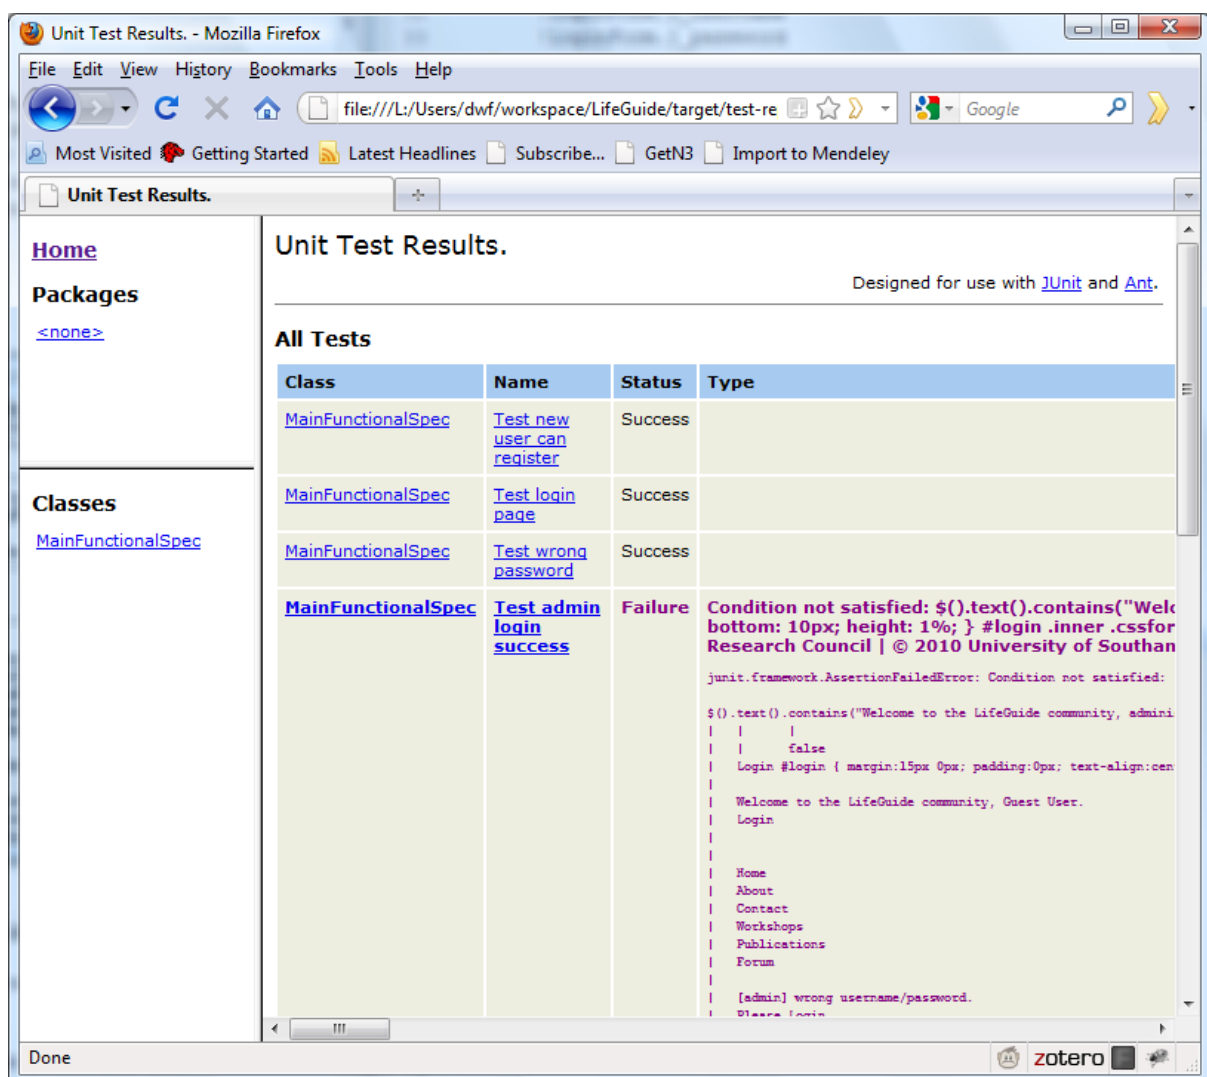 Unit Test Results. - Mozilla Firefox
File Edit View History Bookmarks Tools Help
file:///L:/Users/dwf/workspace/LifeGuide/target/test-re
Google
Most Visited Getting Started Latest Headlines Subscribe... GetN3 Import to Mendeley
Unit Test Results.
Home
Packages
<none>
Classes
MainFunctionalSpec
Unit Test Results.
Designed for use with JUnit and Ant.
All Tests
Class Name Status Type
MainFunctionalSpec Test new Success
user can
register
MainFunctionalSpec Test login Success
page
MainFunctionalSpec Test wrong Success
password
MainFunctionalSpec Test admin Failure Condition not satisfied: $().text().contains("Welc
login bottom: 10px; height: 1%; } #login .inner .cssfor
success Research Council | © 2010 University of Southan
junit.framework.AssertionFailedError: Condition not satisfied:
$().text().contains("Welcome to the LifeGuide community, admini
| | |
| | false
| Login #login { margin:15px 0px; padding:0px; text-align:cen
|
| Welcome to the LifeGuide community, Guest User.
| Login
|
|
| Home
| About
| Contact
| Workshops
| Publications
| Forum
|
| [admin] wrong username/password.
| Please Login
Done
zotero